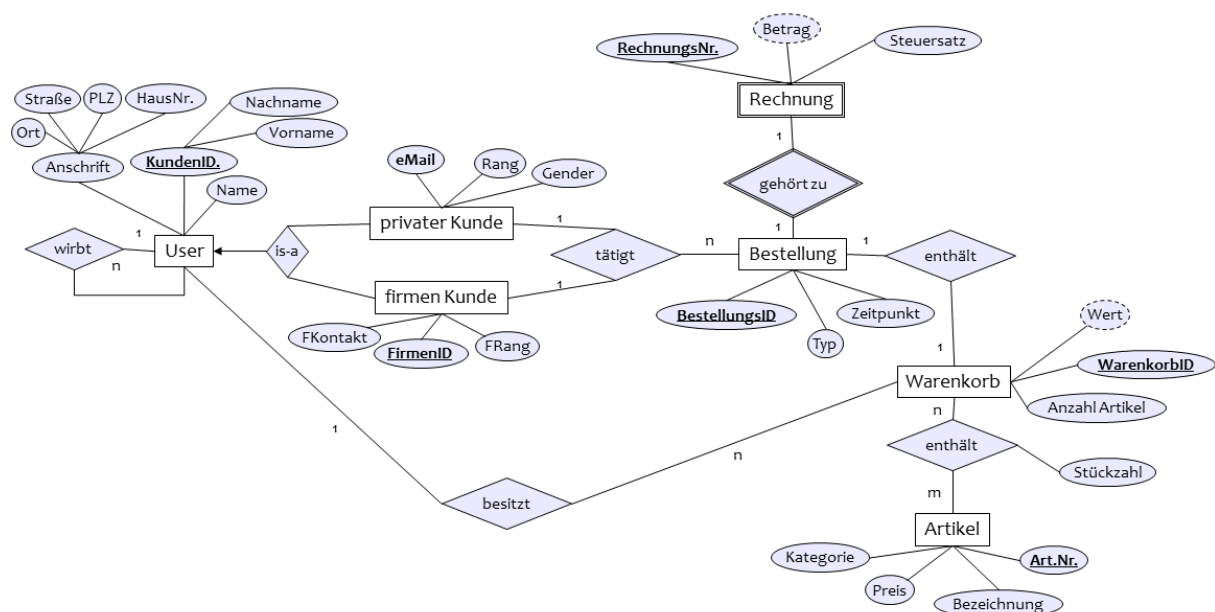 Betrag
RechnungsNr.
Steuersatz
Rechnung
1
gehört zu
1
Straße
PLZ
HausNr.
Ort
Anschrift
Nachname
Vorname
KundenID.
Name
wirbt
1
n
User
is-a
eMail
Rang
Gender
privater Kunde
1
firmen Kunde
1
FKontakt
FirmenID
FRang
tätigt
n
Bestellung
1
enthält
BestellungsID
Typ
Zeitpunkt
1
Wert
WarenkorbID
Anzahl Artikel
Warenkorb
n
enthält
Stückzahl
m
1
besitzt
n
Artikel
Kategorie
Preis
Bezeichnung
Art.Nr.